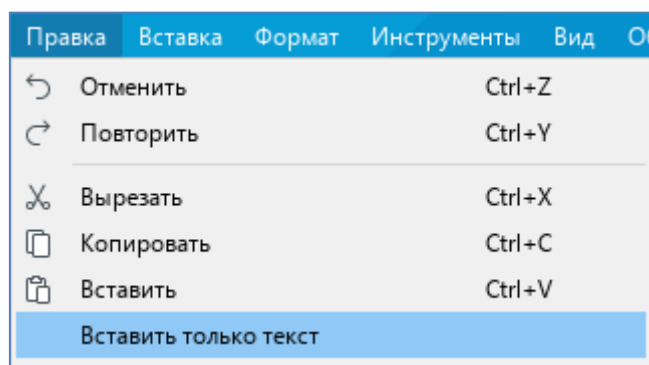 Правка Вставка Формат Инструменты Вид
Отменить Ctrl+Z
Повторить Ctrl+Y
Вырезать Ctrl+X
Копировать Ctrl+C
Вставить Ctrl+V
Вставить только текст